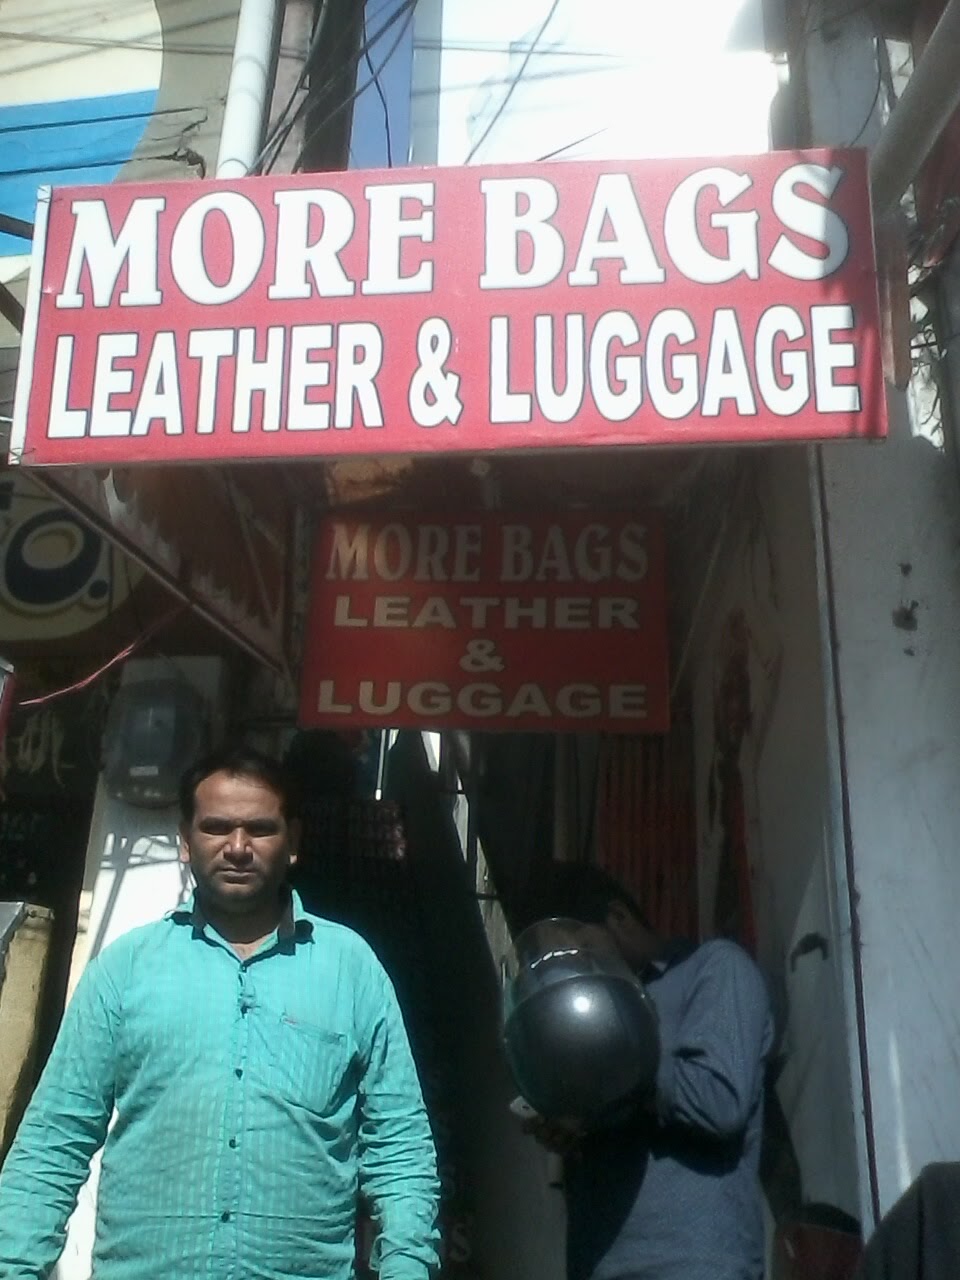 MORE BAGS
LEATHER & LUGGAGE
MORE BAGS
LEATHER
&
LUGGAGE
O.